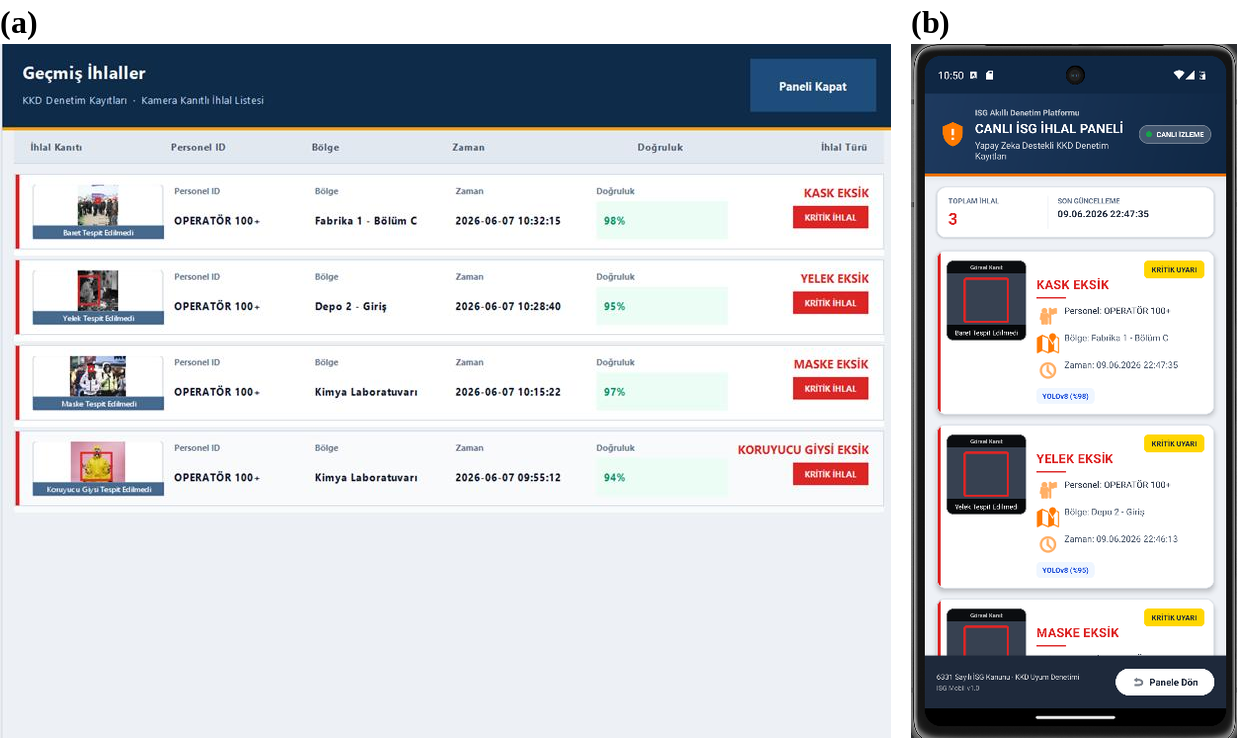 (a)
Geçmiş İhlaller
KKD Denetim Kayıtları · Kamera Kanıtlı İhlal Listesi
Paneli Kapat
İhlal Kanıtı Personel ID Bölge Zaman Doğruluk İhlal Türü
Personel ID Bölge Zaman Doğruluk KASK EKSİK
OPERATÖR 100+ Fabrika 1 - Bölüm C 2026-06-07 10:32:15 98% KRİTİK İHLAL
Baret Tespit Edilmedi
Personel ID Bölge Zaman Doğruluk YELEK EKSİK
OPERATÖR 100+ Depo 2 - Giriş 2026-06-07 10:28:40 95% KRİTİK İHLAL
Yelek Tespit Edilmedi
Personel ID Bölge Zaman Doğruluk MASKE EKSİK
OPERATÖR 100+ Kimya Laboratuvarı 2026-06-07 10:15:22 97% KRİTİK İHLAL
Maske Tespit Edilmedi
Personel ID Bölge Zaman Doğruluk KORUYUCU GİYSİ EKSİK
OPERATÖR 100+ Kimya Laboratuvarı 2026-06-07 09:55:12 94% KRİTİK İHLAL
Koruyucu Giysi Tespit Edilmedi
(b)
10:50
ISG Akıllı Denetim Platformu
CANLI İSG İHLAL PANELİ
Yapay Zeka Destekli KKD Denetim
Kayıtları
CANLI İZLEME
TOPLAM İHLAL SON GÜNCELLEME
3 09.06.2026 22:47:35
Görsel Kanıt
Baret Tespit Edilmedi
KRİTİK UYARI
KASK EKSİK
Personel: OPERATÖR 100+
Bölge: Fabrika 1 - Bölüm C
Zaman: 09.06.2026 22:47:35
YOLOv8 (%98)
Görsel Kanıt
Yelek Tespit Edilmedi
KRİTİK UYARI
YELEK EKSİK
Personel: OPERATÖR 100+
Bölge: Depo 2 - Giriş
Zaman: 09.06.2026 22:46:13
YOLOv8 (%95)
Görsel Kanıt
KRİTİK UYARI
MASKE EKSİK
6331 Sayılı İSG Kanunu - KKD Uyum Denetimi
ISG Mobil v1.0
Panele Dön